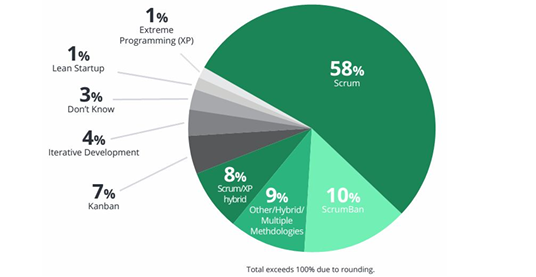 1%
Extreme
Programming (XP)
1%
Lean Startup
3%
Don't Know
4%
Iterative Development
7%
Kanban
58%
Scrum
8%
Scrum/XP
hybrid
9%
Other/Hybrid/
Multiple
Methdologies
10%
ScrumBan
Total exceeds 100% due to rounding.